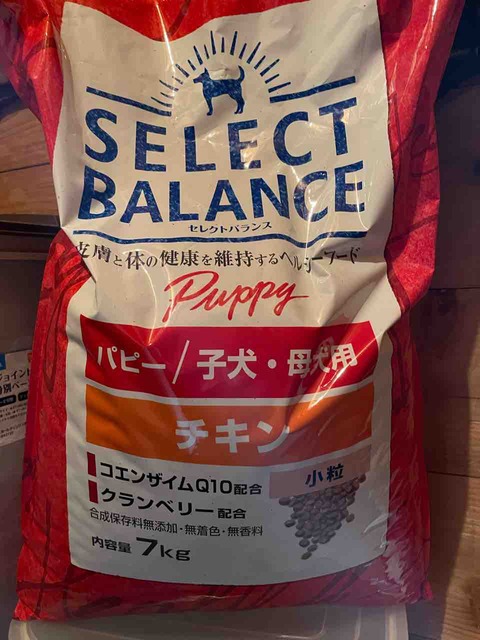 SELECT
BALANCE
セレクトバランス
皮膚と体の健康を維持するヘルシーフード
Puppy
パピー/子犬・母犬用
チキン
コエンザイムQ10配合
小粒
クランベリー配合
合成保存料無添加・無着色・無香料
内容量 7kg